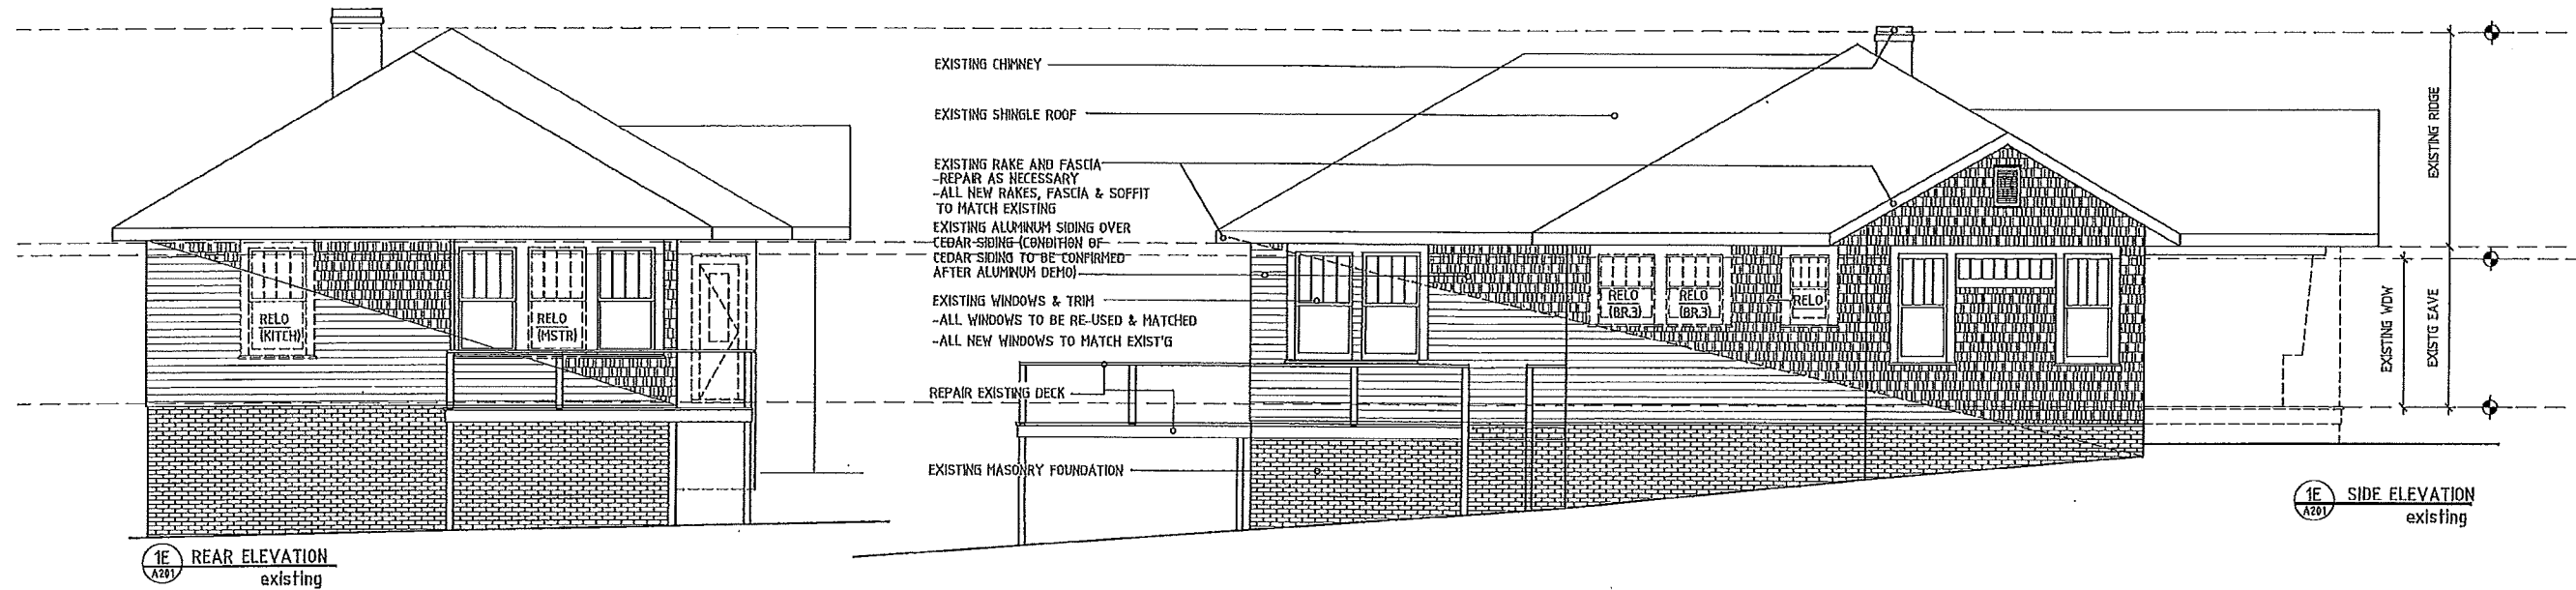 EXISTING CHIMNEY
EXISTING SHINGLE ROOF
EXISTING RAKE AND FASCIA
-REPAIR AS NECESSARY
-ALL NEW RAKES, FASCIA & SOFFIT
TO MATCH EXISTING
EXISTING ALUMINUM SIDING OVER
CEDAR SIDING (CONDITION OF
CEDAR SIDING TO BE CONFIRMED
AFTER ALUMINUM DEMO)
EXISTING WINDOWS & TRIM
-ALL WINDOWS TO BE RE-USED & MATCHED
-ALL NEW WINDOWS TO MATCH EXIST'G
REPAIR EXISTING DECK
EXISTING MASONRY FOUNDATION
RELO
(KITCH)
RELO
(MSTR)
RELO
(BR.3)
RELO
(BR.3)
RELO
EXISTING RIDGE
EXISTING WDW
EXISTG EAVE
1E
A201
REAR ELEVATION
existing
1E
A201
SIDE ELEVATION
existing